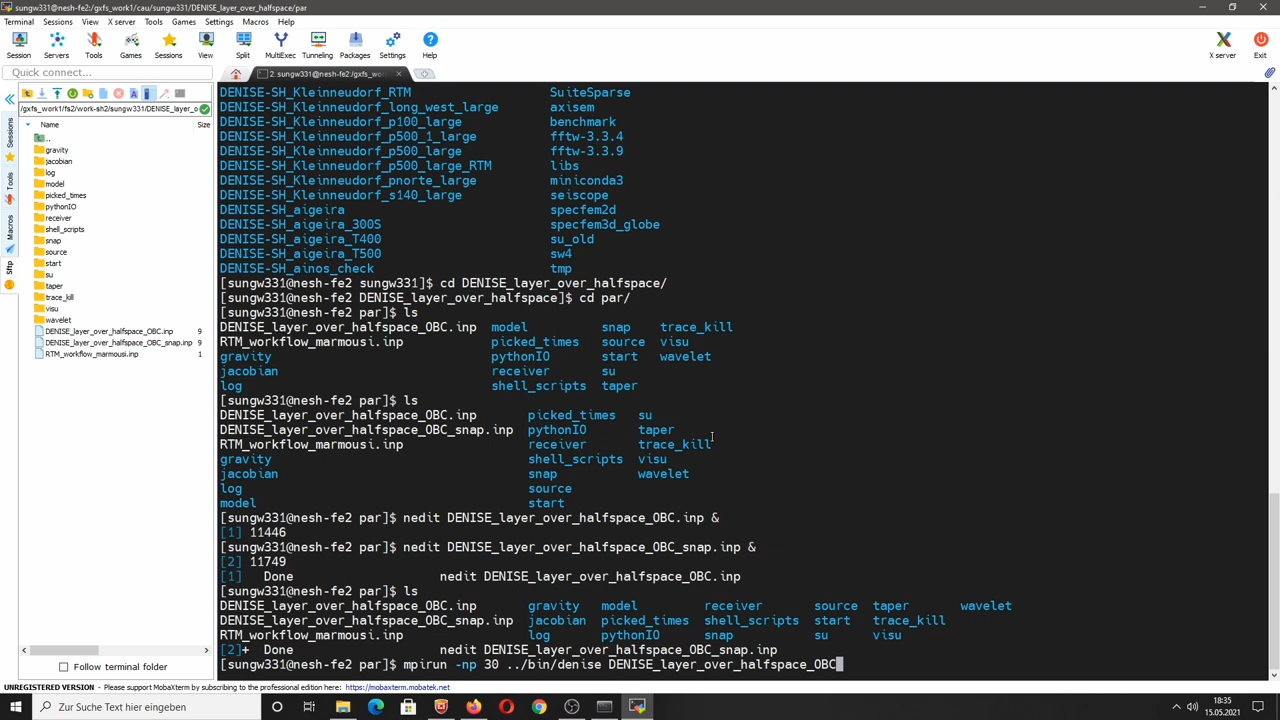 sungw331@nesh-fe2:/gxfs_work1/cau/sungw331/DENISE_layer_over_halfspace/par
Terminal Sessions View X server Tools Games Settings Macros Help
Session Servers Tools Games Sessions View Split MultiExec Tunneling Packages Settings Help X server Exit
Quick connect...
2. sungw331@nesh-fe2:/gxfs_wo
/gxfs_work1/fs2/work-sh2/sungw331/DENISE_layer_o
Name Size
..
gravity
jacobian
log
model
picked_times
pythonIO
receiver
shell_scripts
snap
source
start
su
taper
trace_kill
visu
wavelet
DENISE_layer_over_halfspace_OBC.inp 9
DENISE_layer_over_halfspace_OBC_snap.inp 9
RTM_workflow_marmousi.inp 1
Sessions
Tools
Macros
Sftp
Follow terminal folder
DENISE-SH_Kleinneudorf_RTM SuiteSparse
DENISE-SH_Kleinneudorf_long_west_large axisem
DENISE-SH_Kleinneudorf_p100_large benchmark
DENISE-SH_Kleinneudorf_p500_1_large fftw-3.3.4
DENISE-SH_Kleinneudorf_p500_large fftw-3.3.9
DENISE-SH_Kleinneudorf_p500_large_RTM libs
DENISE-SH_Kleinneudorf_pnorte_large miniconda3
DENISE-SH_Kleinneudorf_s140_large seiscope
DENISE-SH_aigeira specfem2d
DENISE-SH_aigeira_300S specfem3d_globe
DENISE-SH_aigeira_T400 su_old
DENISE-SH_aigeira_T500 sw4
DENISE-SH_ainos_check tmp
[sungw331@nesh-fe2 sungw331]$ cd DENISE_layer_over_halfspace/
[sungw331@nesh-fe2 DENISE_layer_over_halfspace]$ cd par/
[sungw331@nesh-fe2 par]$ ls
DENISE_layer_over_halfspace_OBC.inp model snap trace_kill
RTM_workflow_marmousi.inp picked_times source visu
gravity pythonIO start wavelet
jacobian receiver su
log shell_scripts taper
[sungw331@nesh-fe2 par]$ ls
DENISE_layer_over_halfspace_OBC.inp picked_times su
DENISE_layer_over_halfspace_OBC_snap.inp pythonIO taper
RTM_workflow_marmousi.inp receiver trace_kill
gravity shell_scripts visu
jacobian snap wavelet
log source
model start
[sungw331@nesh-fe2 par]$ nedit DENISE_layer_over_halfspace_OBC.inp &
[1] 11446
[sungw331@nesh-fe2 par]$ nedit DENISE_layer_over_halfspace_OBC_snap.inp &
[2] 11749
[1] Done nedit DENISE_layer_over_halfspace_OBC.inp
[sungw331@nesh-fe2 par]$ ls
DENISE_layer_over_halfspace_OBC.inp gravity model receiver source taper wavelet
DENISE_layer_over_halfspace_OBC_snap.inp jacobian picked_times shell_scripts start trace_kill
RTM_workflow_marmousi.inp log pythonIO snap su visu
[2]+ Done nedit DENISE_layer_over_halfspace_OBC_snap.inp
[sungw331@nesh-fe2 par]$ mpirun -np 30 ../bin/denise DENISE_layer_over_halfspace_OBC
UNREGISTERED VERSION - Please support MobaXterm by subscribing to the professional edition here: https://mobaxterm.mobatek.net
Zur Suche Text hier eingeben
18:35
15.05.2021